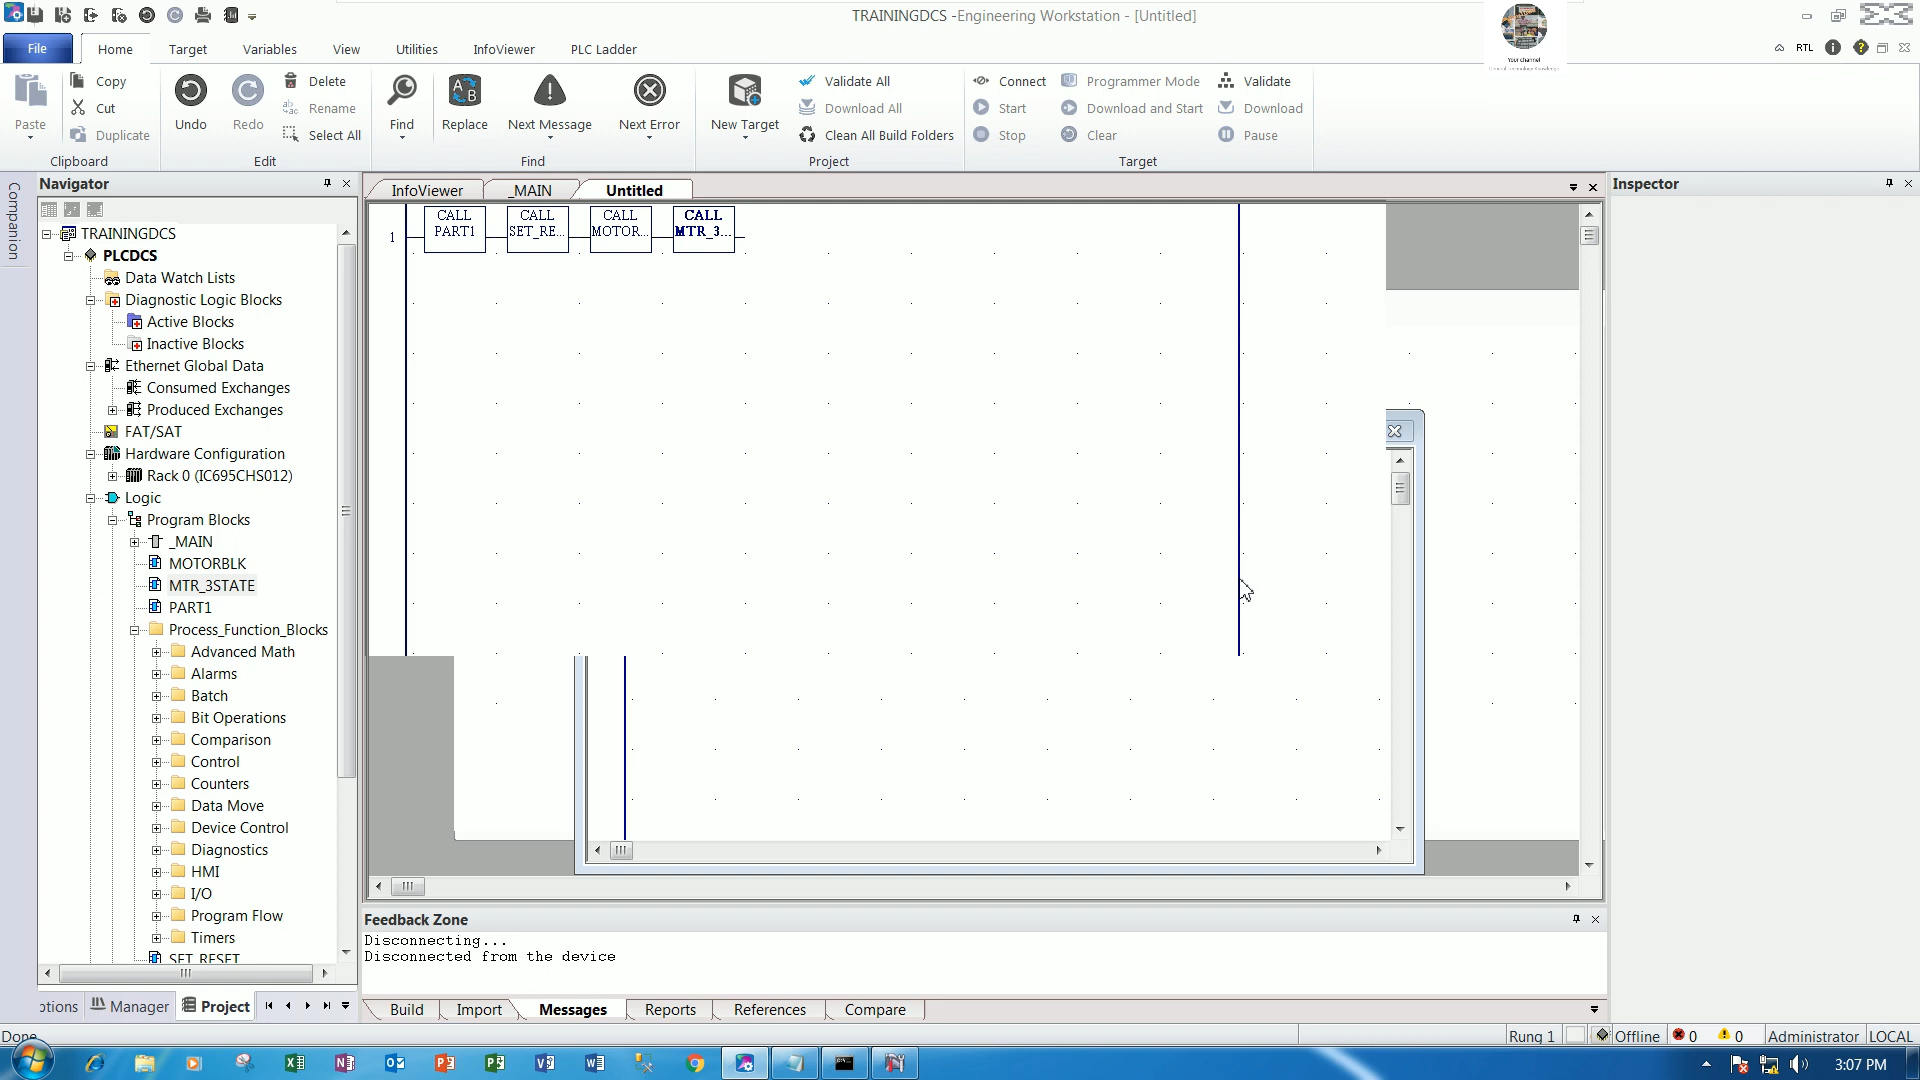 TRAININGDCS -Engineering Workstation - [Untitled]
Your channel
File
Home
Target
Variables
View
Utilities
InfoViewer
PLC Ladder
RTL
Paste
Copy
Cut
Duplicate
Clipboard
Undo
Redo
Delete
Rename
Select All
Edit
Find
Replace
Next Message
Next Error
Find
New Target
Validate All
Download All
Clean All Build Folders
Project
Connect
Start
Stop
Programmer Mode
Download and Start
Clear
Validate
Download
Pause
Target
Companion
Navigator
TRAININGDCS
PLCDCS
Data Watch Lists
Diagnostic Logic Blocks
Active Blocks
Inactive Blocks
Ethernet Global Data
Consumed Exchanges
Produced Exchanges
FAT/SAT
Hardware Configuration
Rack 0 (IC695CHS012)
Logic
Program Blocks
_MAIN
MOTORBLK
MTR_3STATE
PART1
Process_Function_Blocks
Advanced Math
Alarms
Batch
Bit Operations
Comparison
Control
Counters
Data Move
Device Control
Diagnostics
HMI
I/O
Program Flow
Timers
SET_RESET
otions
Manager
Project
InfoViewer
_MAIN
Untitled
1
CALL
PART1
CALL
SET_RE...
CALL
MOTOR...
CALL
MTR_3...
Inspector
Feedback Zone
Disconnecting...
Disconnected from the device
Build
Import
Messages
Reports
References
Compare
Done
Rung 1
Offline
0
0
Administrator
LOCAL
3:07 PM